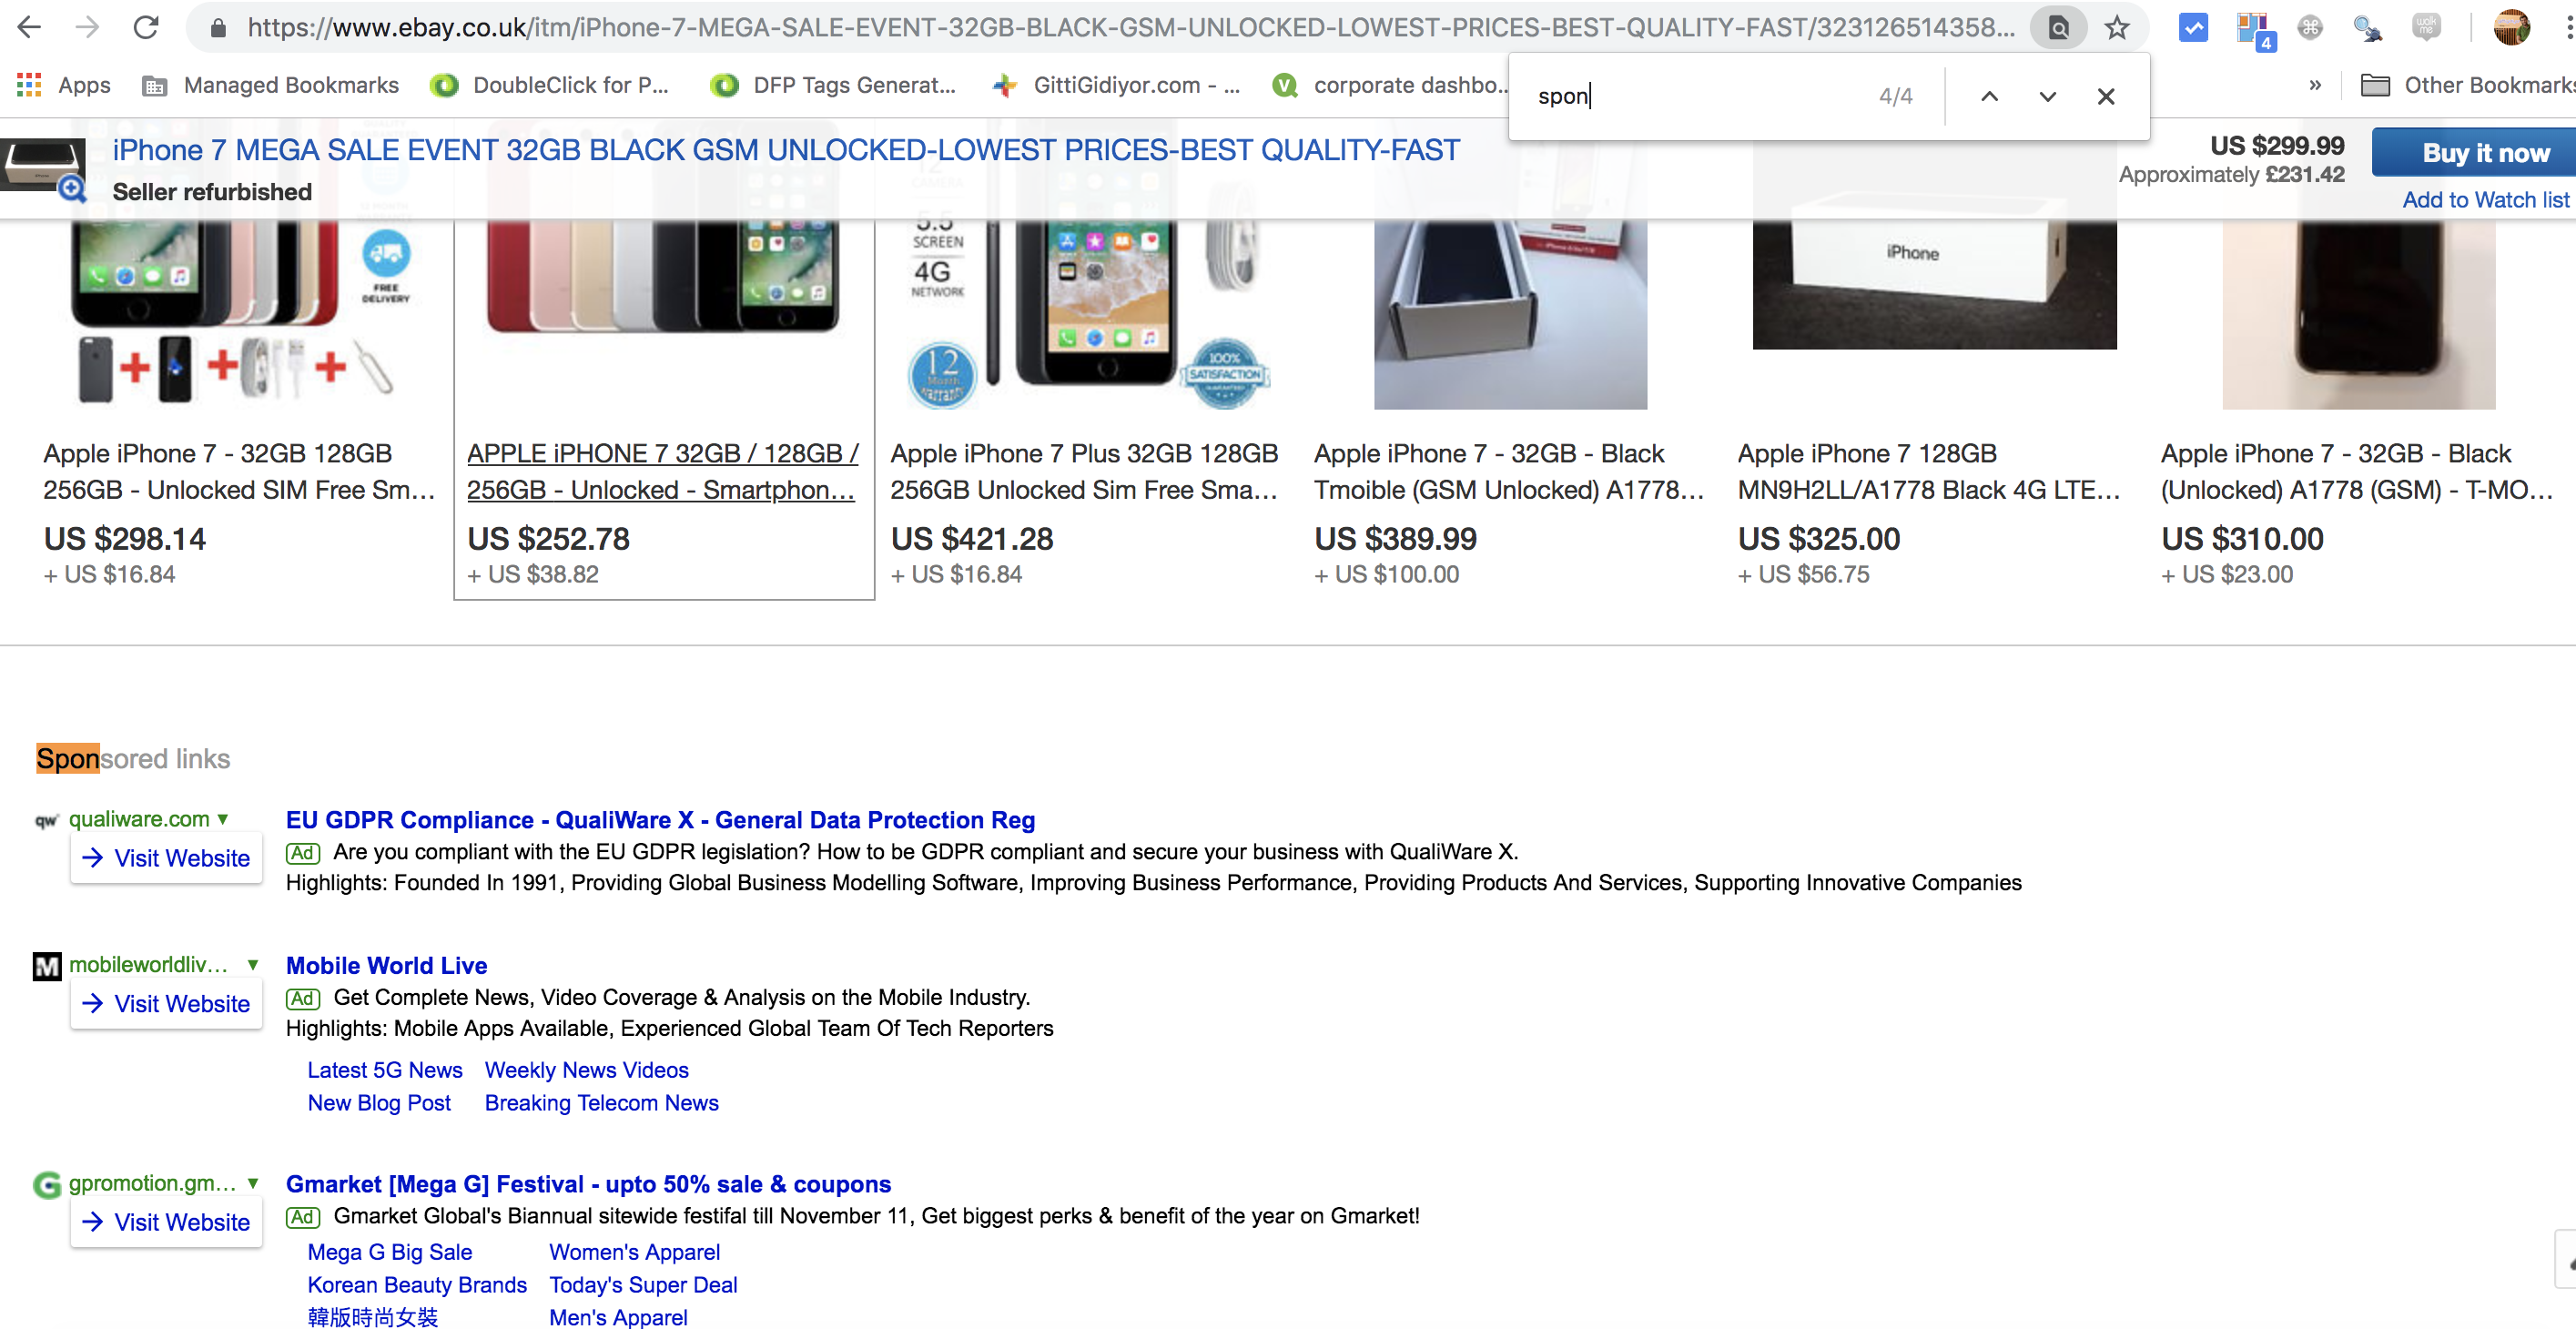 https://www.ebay.co.uk/itm/iPhone-7-MEGA-SALE-EVENT-32GB-BLACK-GSM-UNLOCKED-LOWEST-PRICES-BEST-QUALITY-FAST/323126514358...
4
Apps
Managed Bookmarks
DoubleClick for P...
DFP Tags Generat...
GittiGidiyor.com - ...
corporate dashbo...
spon
4/4
»
Other Bookmarks
iPhone 7 MEGA SALE EVENT 32GB BLACK GSM UNLOCKED-LOWEST PRICES-BEST QUALITY-FAST
Seller refurbished
US $299.99
Approximately £231.42
Buy it now
Add to Watch list
FREE
DELIVERY
5.5
SCREEN
4G
NETWORK
12
Month
warranty
100%
SATISFACTION
iPhone
Apple iPhone 7 - 32GB 128GB
256GB - Unlocked SIM Free Sm...
US $298.14
+ US $16.84
APPLE iPHONE 7 32GB / 128GB /
256GB - Unlocked - Smartphon...
US $252.78
+ US $38.82
Apple iPhone 7 Plus 32GB 128GB
256GB Unlocked Sim Free Sma...
US $421.28
+ US $16.84
Apple iPhone 7 - 32GB - Black
Tmoible (GSM Unlocked) A1778...
US $389.99
+ US $100.00
Apple iPhone 7 128GB
MN9H2LL/A1778 Black 4G LTE...
US $325.00
+ US $56.75
Apple iPhone 7 - 32GB - Black
(Unlocked) A1778 (GSM) - T-MO...
US $310.00
+ US $23.00
Sponsored links
qw qualiware.com
Visit Website
EU GDPR Compliance - QualiWare X - General Data Protection Reg
Ad Are you compliant with the EU GDPR legislation? How to be GDPR compliant and secure your business with QualiWare X.
Highlights: Founded In 1991, Providing Global Business Modelling Software, Improving Business Performance, Providing Products And Services, Supporting Innovative Companies
M mobileworldliv...
Visit Website
Mobile World Live
Ad Get Complete News, Video Coverage & Analysis on the Mobile Industry.
Highlights: Mobile Apps Available, Experienced Global Team Of Tech Reporters
Latest 5G News Weekly News Videos
New Blog Post Breaking Telecom News
G gpromotion.gm...
Visit Website
Gmarket [Mega G] Festival - upto 50% sale & coupons
Ad Gmarket Global's Biannual sitewide festifal till November 11, Get biggest perks & benefit of the year on Gmarket!
Mega G Big Sale Women's Apparel
Korean Beauty Brands Today's Super Deal
韓版時尚女裝 Men's Apparel